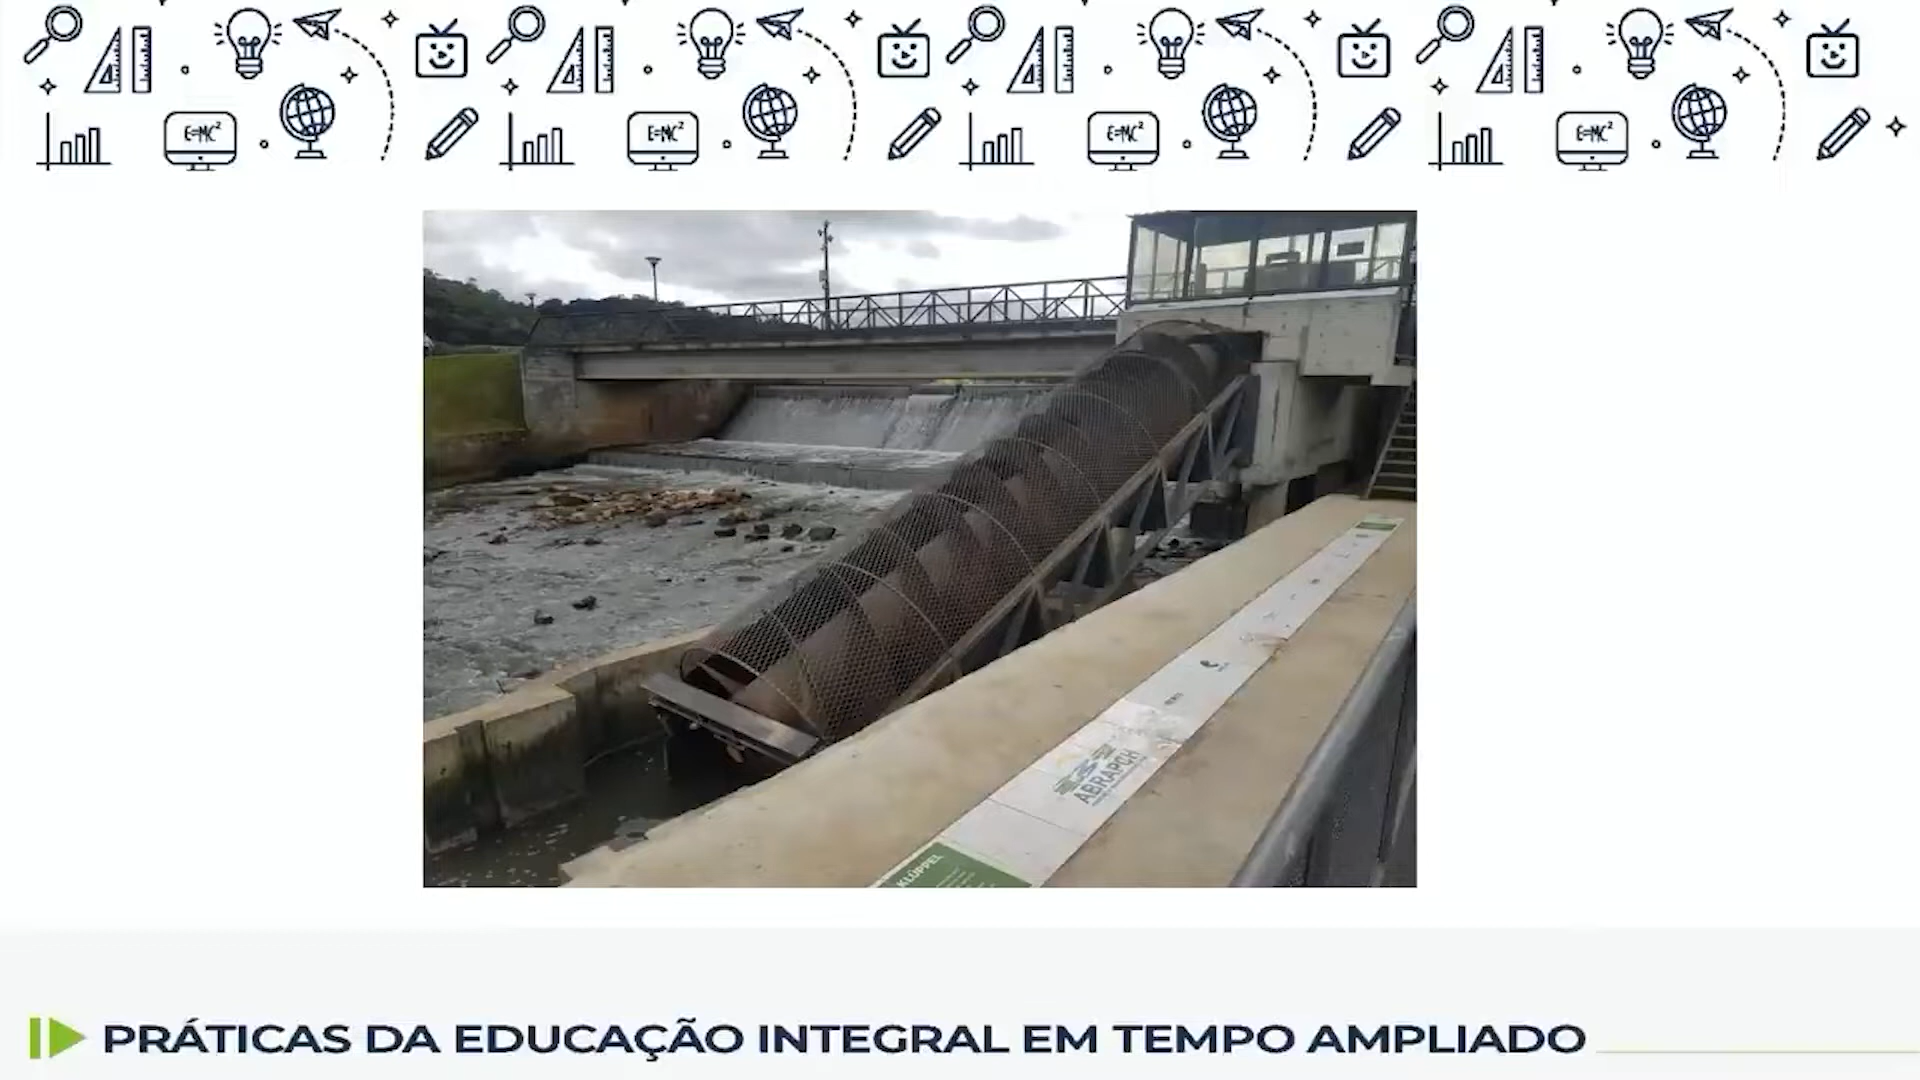 E=MC²
E=MC²
E=MC²
E=MC²
ABRAPCH
KLÜPPEL
PRÁTICAS DA EDUCAÇÃO INTEGRAL EM TEMPO AMPLIADO